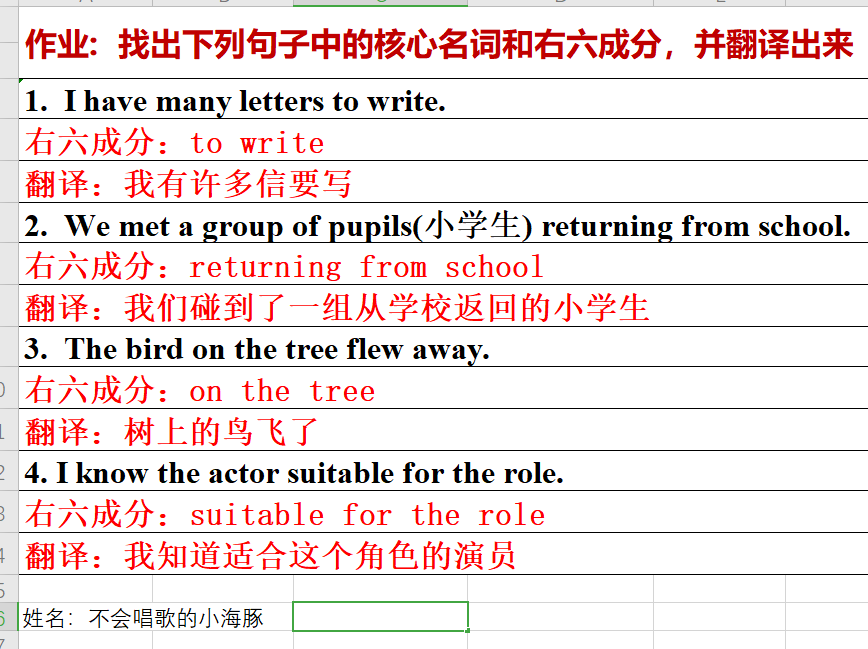 作业：找出下列句子中的核心名词和右六成分，并翻译出来
1.  I have many letters to write.
右六成分：to write
翻译：我有许多信要写
2.  We met a group of pupils(小学生) returning from school.
右六成分：returning from school
翻译：我们碰到了一组从学校返回的小学生
3.  The bird on the tree flew away.
右六成分：on the tree
翻译：树上的鸟飞了
4. I know the actor suitable for the role.
右六成分：suitable for the role
翻译：我知道适合这个角色的演员
姓名：不会唱歌的小海豚